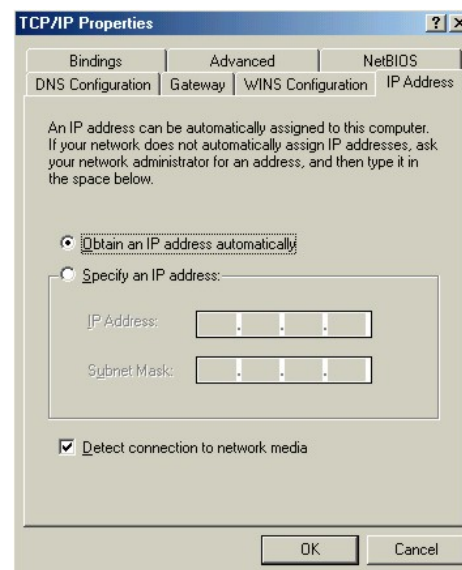 TCP/IP Properties
Bindings Advanced NetBIOS
DNS Configuration Gateway WINS Configuration IP Address
An IP address can be automatically assigned to this computer.
If your network does not automatically assign IP addresses, ask
your network administrator for an address, and then type it in
the space below.
Obtain an IP address automatically
Specify an IP address:
IP Address:
Subnet Mask:
Detect connection to network media
OK Cancel